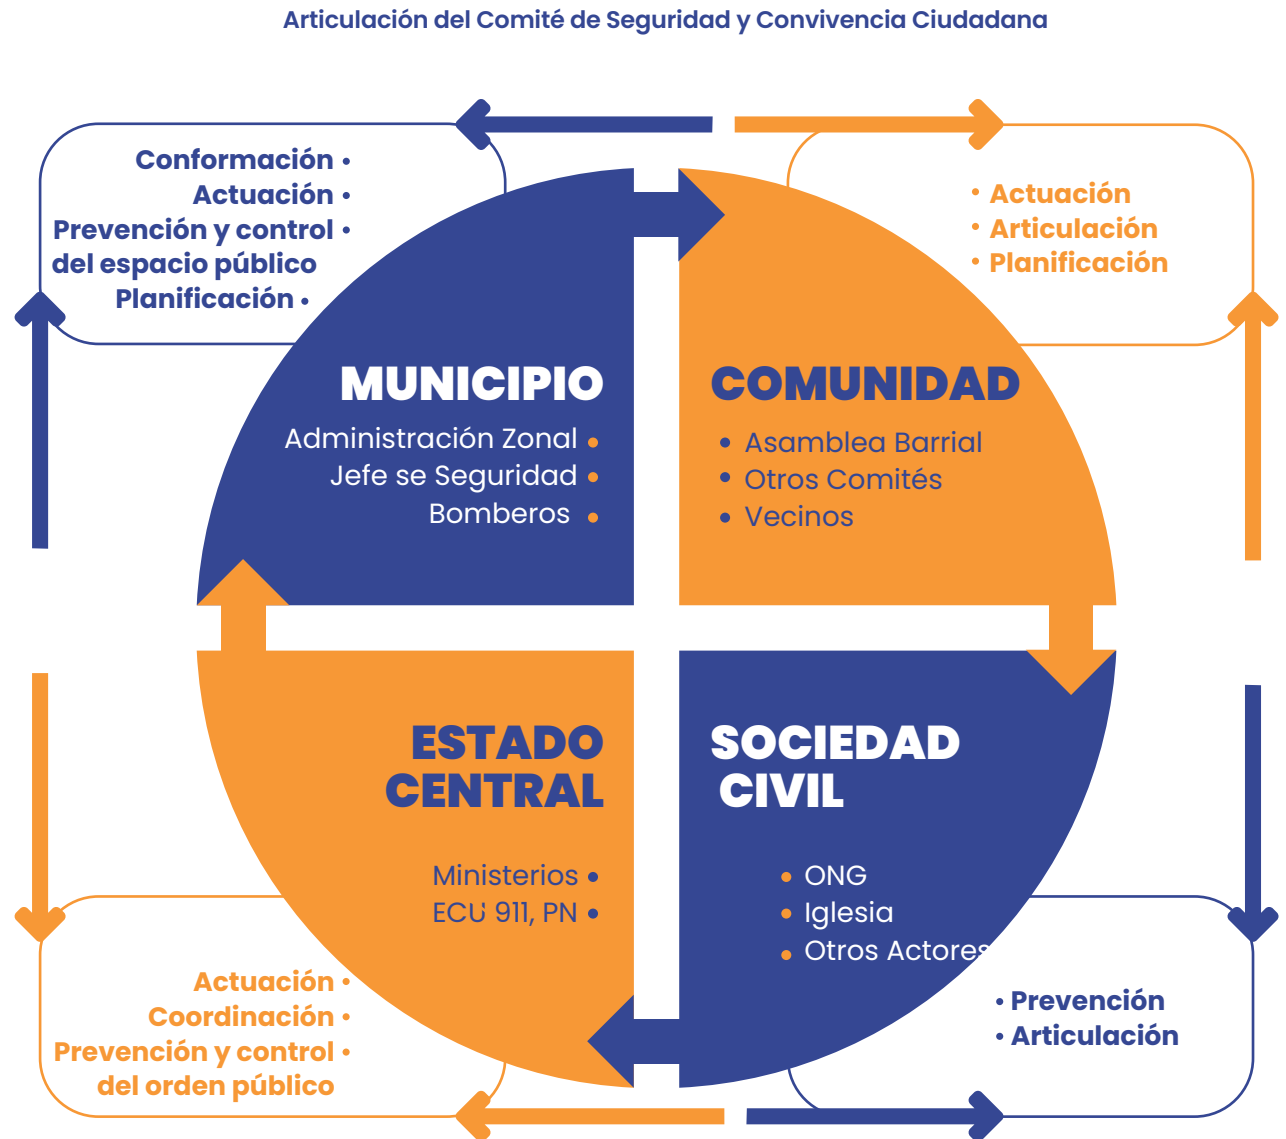 Articulación del Comité de Seguridad y Convivencia Ciudadana
Conformación •
Actuación •
Prevención y control •
del espacio público
Planificación •
• Actuación
• Articulación
• Planificación
MUNICIPIO
Administración Zonal •
Jefe se Seguridad •
Bomberos •
COMUNIDAD
• Asamblea Barrial
• Otros Comités
• Vecinos
ESTADO
CENTRAL
Ministerios •
ECU 911, PN •
SOCIEDAD
CIVIL
• ONG
• Iglesia
• Otros Actores
Actuación •
Coordinación •
Prevención y control •
del orden público
• Prevención
• Articulación